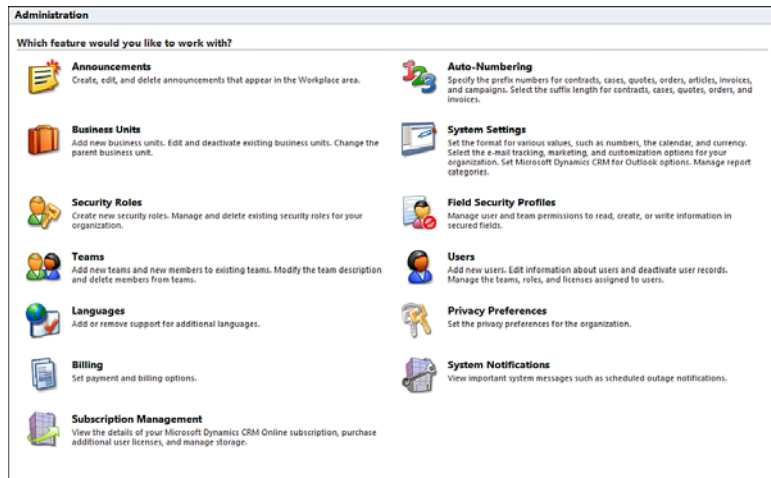 Administration
Which feature would you like to work with?
Announcements
Create, edit, and delete announcements that appear in the Workplace area.
Auto-Numbering
Specify the prefix numbers for contracts, cases, quotes, orders, articles, invoices,
and campaigns. Select the suffix length for contracts, cases, quotes, orders, and
invoices.
Business Units
Add new business units. Edit and deactivate existing business units. Change the
parent business unit.
System Settings
Set the format for various values, such as numbers, the calendar, and currency.
Select the e-mail tracking, marketing, and customization options for your
organization. Set Microsoft Dynamics CRM for Outlook options. Manage report
categories.
Security Roles
Create new security roles. Manage and delete existing security roles for your
organization.
Field Security Profiles
Manage user and team permissions to read, create, or write information in
secured fields.
Teams
Add new teams and new members to existing teams. Modify the team description
and delete members from teams.
Users
Add new users. Edit information about users and deactivate user records.
Manage the teams, roles, and licenses assigned to users.
Languages
Add or remove support for additional languages.
Privacy Preferences
Set the privacy preferences for the organization.
Billing
Set payment and billing options.
System Notifications
View important system messages such as scheduled outage notifications.
Subscription Management
View the details of your Microsoft Dynamics CRM Online subscription, purchase
additional user licenses, and manage storage.